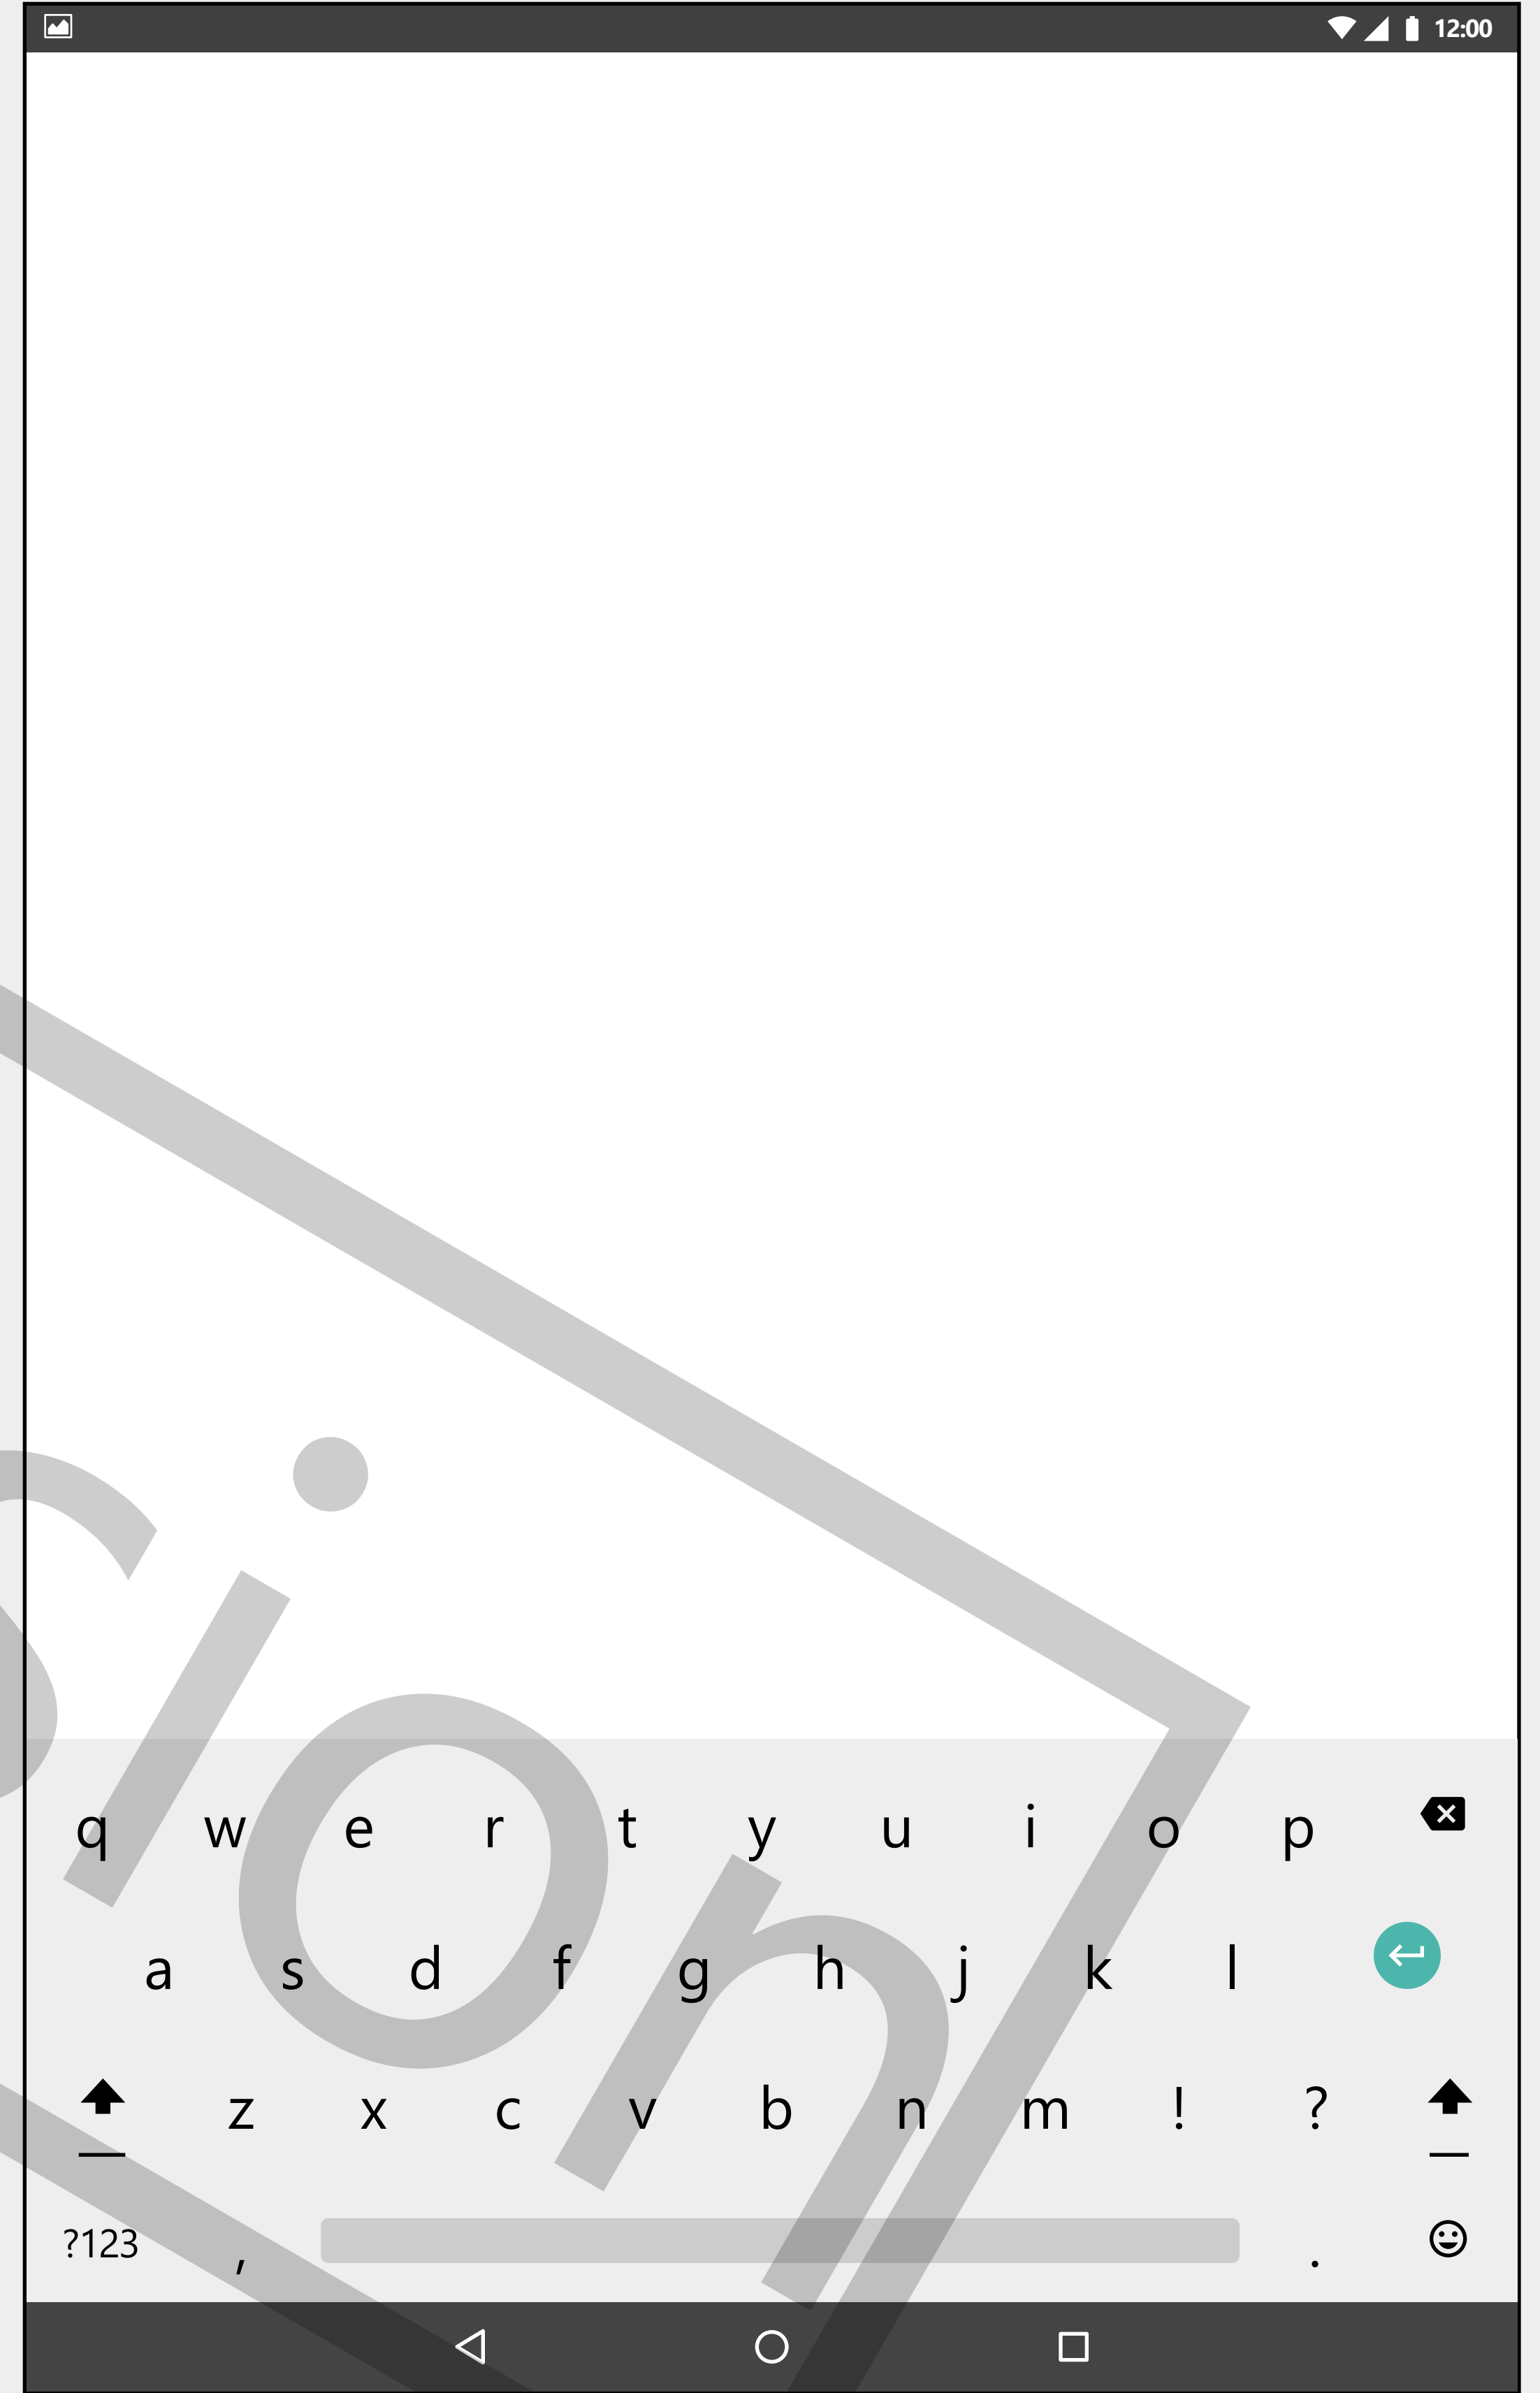 12:00
sion
q w e r t y u i o p
a s d f g h j k l
z x c v b n m ! ?
?123 , .